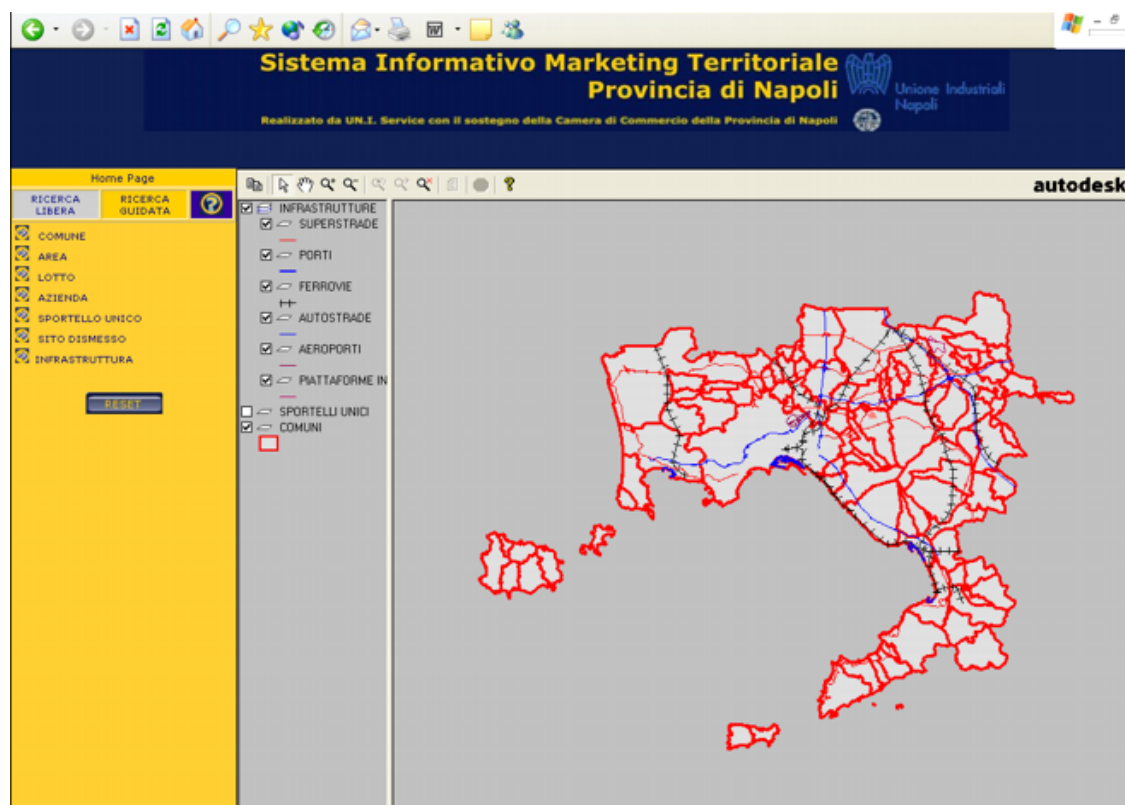 Sistema Informativo Marketing Territoriale
Provincia di Napoli
Unione Industriali
Napoli
Realizzato da UN.I. Service con il sostegno della Camera di Commercio della Provincia di Napoli
Home Page
RICERCA LIBERA
RICERCA GUIDATA
COMUNE
AREA
LOTTO
AZIENDA
SPORTELLO UNICO
SITO DISMESSO
INFRASTRUTTURA
RESET
autodesk
INFRASTRUTTURE
SUPERSTRADE
PORTI
FERROVIE
AUTOSTRADE
AEROPORTI
PIATTAFORME IN
SPORTELLI UNICI
COMUNI